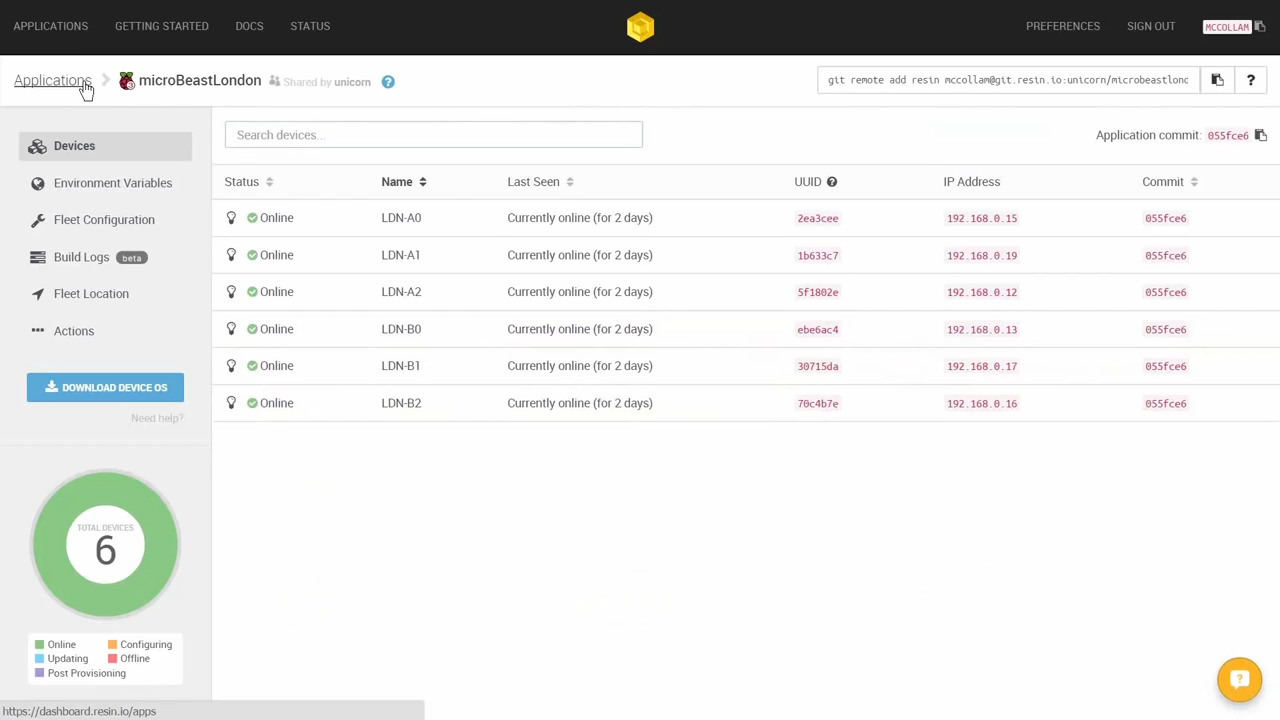 APPLICATIONS GETTING STARTED DOCS STATUS PREFERENCES SIGN OUT MCCOLLAM
Applications microBeastLondon Shared by unicorn ? git remote add resin mccollam@git.resin.io:unicorn/microbeastlond ?
Devices
Environment Variables
Fleet Configuration
Build Logs beta
Fleet Location
Actions
DOWNLOAD DEVICE OS
Need help?
TOTAL DEVICES
6
Online Configuring
Updating Offline
Post Provisioning
Search devices... Application commit: 055fce6
Status Name Last Seen UUID ? IP Address Commit
Online LDN-A0 Currently online (for 2 days) 2ea3cee 192.168.0.15 055fce6
Online LDN-A1 Currently online (for 2 days) 1b633c7 192.168.0.19 055fce6
Online LDN-A2 Currently online (for 2 days) 5f1802e 192.168.0.12 055fce6
Online LDN-B0 Currently online (for 2 days) ebe6ac4 192.168.0.13 055fce6
Online LDN-B1 Currently online (for 2 days) 30715da 192.168.0.17 055fce6
Online LDN-B2 Currently online (for 2 days) 70c4b7e 192.168.0.16 055fce6
https://dashboard.resin.io/apps